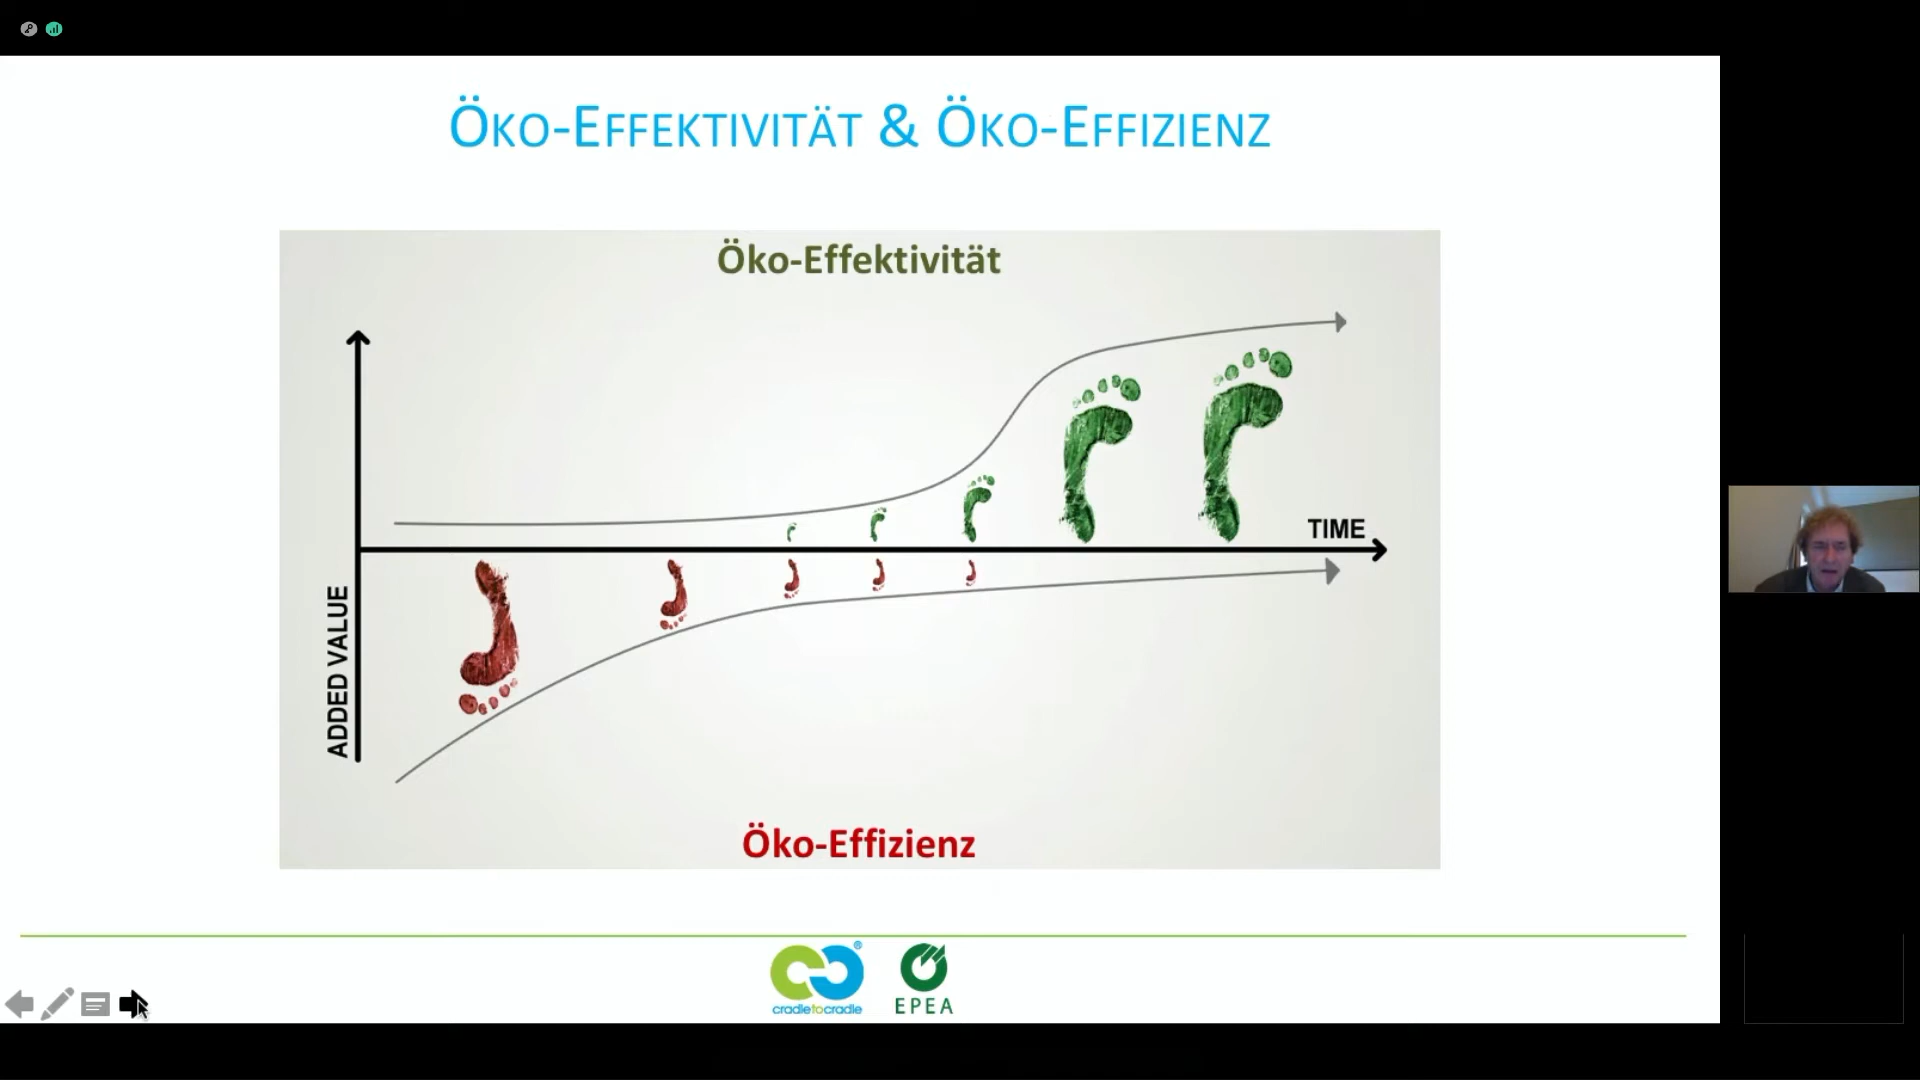 ÖKO-EFFEKTIVITÄT & ÖKO-EFFIZIENZ
Öko-Effektivität
TIME
ADDED VALUE
Öko-Effizienz
cradletocradle
®
EPEA